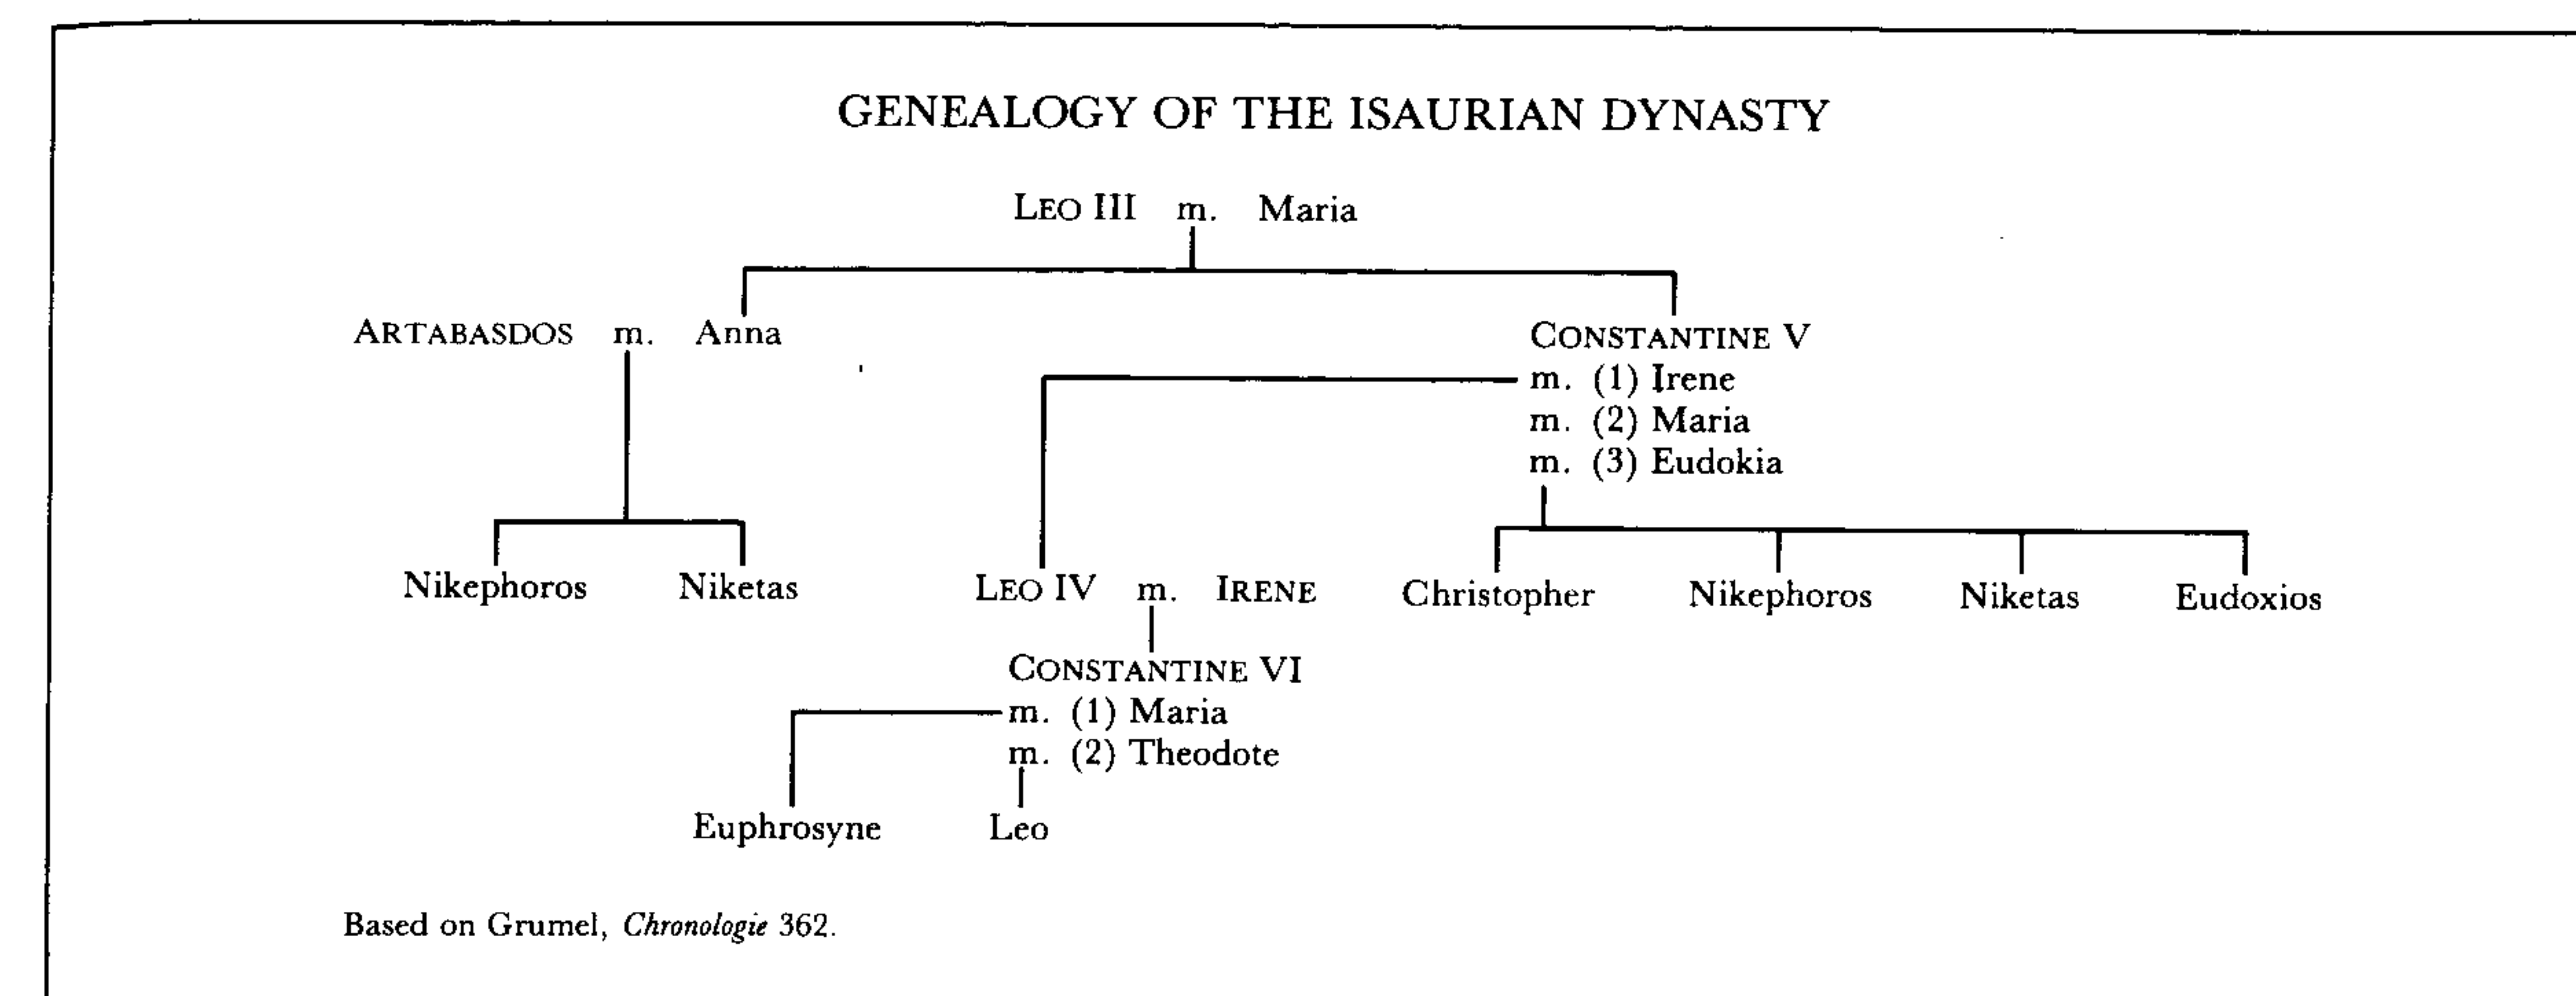 GENEALOGY OF THE ISAURIAN DYNASTY
LEO III m. Maria
ARTABASDOS m. Anna
CONSTANTINE V
m. (1) Irene
m. (2) Maria
m. (3) Eudokia
Nikephoros Niketas
LEO IV m. IRENE
Christopher Nikephoros Niketas Eudoxios
CONSTANTINE VI
m. (1) Maria
m. (2) Theodote
Euphrosyne Leo
Based on Grumel, Chronologie 362.